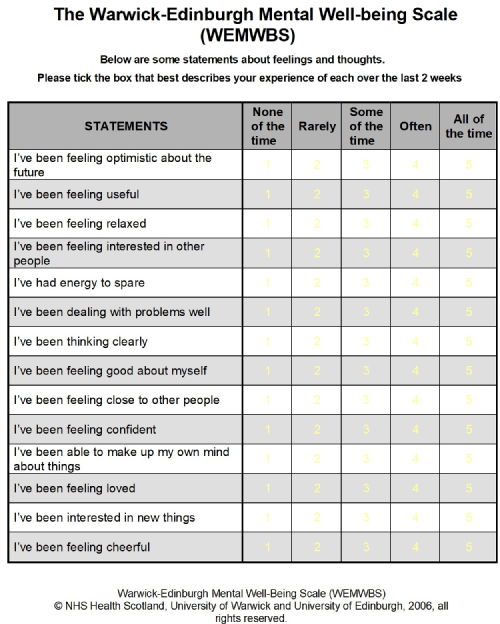 The Warwick-Edinburgh Mental Well-being Scale
(WEMWBS)
Below are some statements about feelings and thoughts.
Please tick the box that best describes your experience of each over the last 2 weeks
STATEMENTS
None
of the
time
Rarely
Some
of the
time
Often
All of
the time
I've been feeling optimistic about the
future
1 2 3 4 5
I've been feeling useful 1 2 3 4 5
I've been feeling relaxed 1 2 3 4 5
I've been feeling interested in other
people
1 2 3 4 5
I've had energy to spare 1 2 3 4 5
I've been dealing with problems well 1 2 3 4 5
I've been thinking clearly 1 2 3 4 5
I've been feeling good about myself 1 2 3 4 5
I've been feeling close to other people 1 2 3 4 5
I've been feeling confident 1 2 3 4 5
I've been able to make up my own mind
about things
1 2 3 4 5
I've been feeling loved 1 2 3 4 5
I've been interested in new things 1 2 3 4 5
I've been feeling cheerful 1 2 3 4 5
Warwick-Edinburgh Mental Well-Being Scale (WEMWBS)
© NHS Health Scotland, University of Warwick and University of Edinburgh, 2006, all
rights reserved.